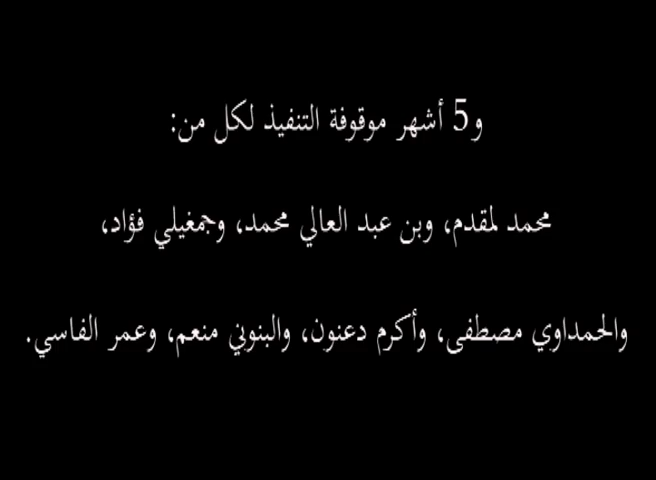 و5 أشهر موقوفة التنفيذ لكل من:
محمد لمقدم، وبن عبد العالي محمد، وجمغيلي فؤاد،
والحمداوي مصطفى، وأكرم دعنون، والبنوني منعم، وعمر الفاسي.